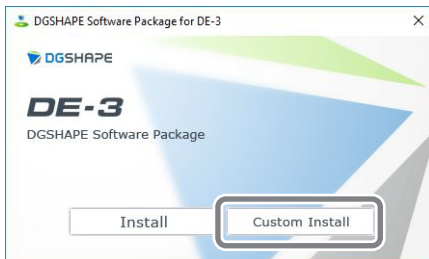 DGSHAPE Software Package for DE-3
DGSHAPE
DE-3
DGSHAPE Software Package
Install
Custom Install